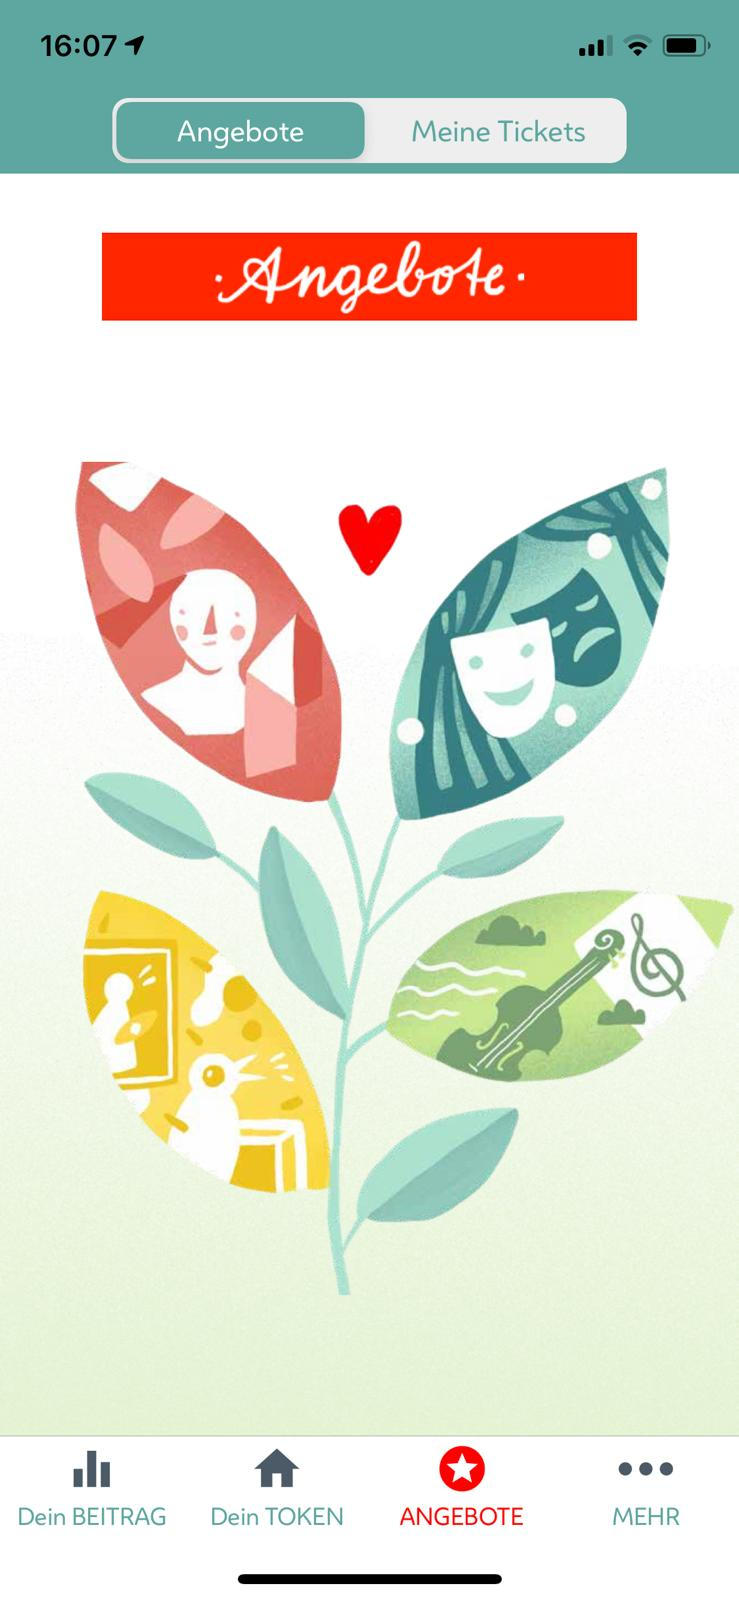 16:07
Angebote
Meine Tickets
·Angebote·
Dein BEITRAG
Dein TOKEN
ANGEBOTE
MEHR